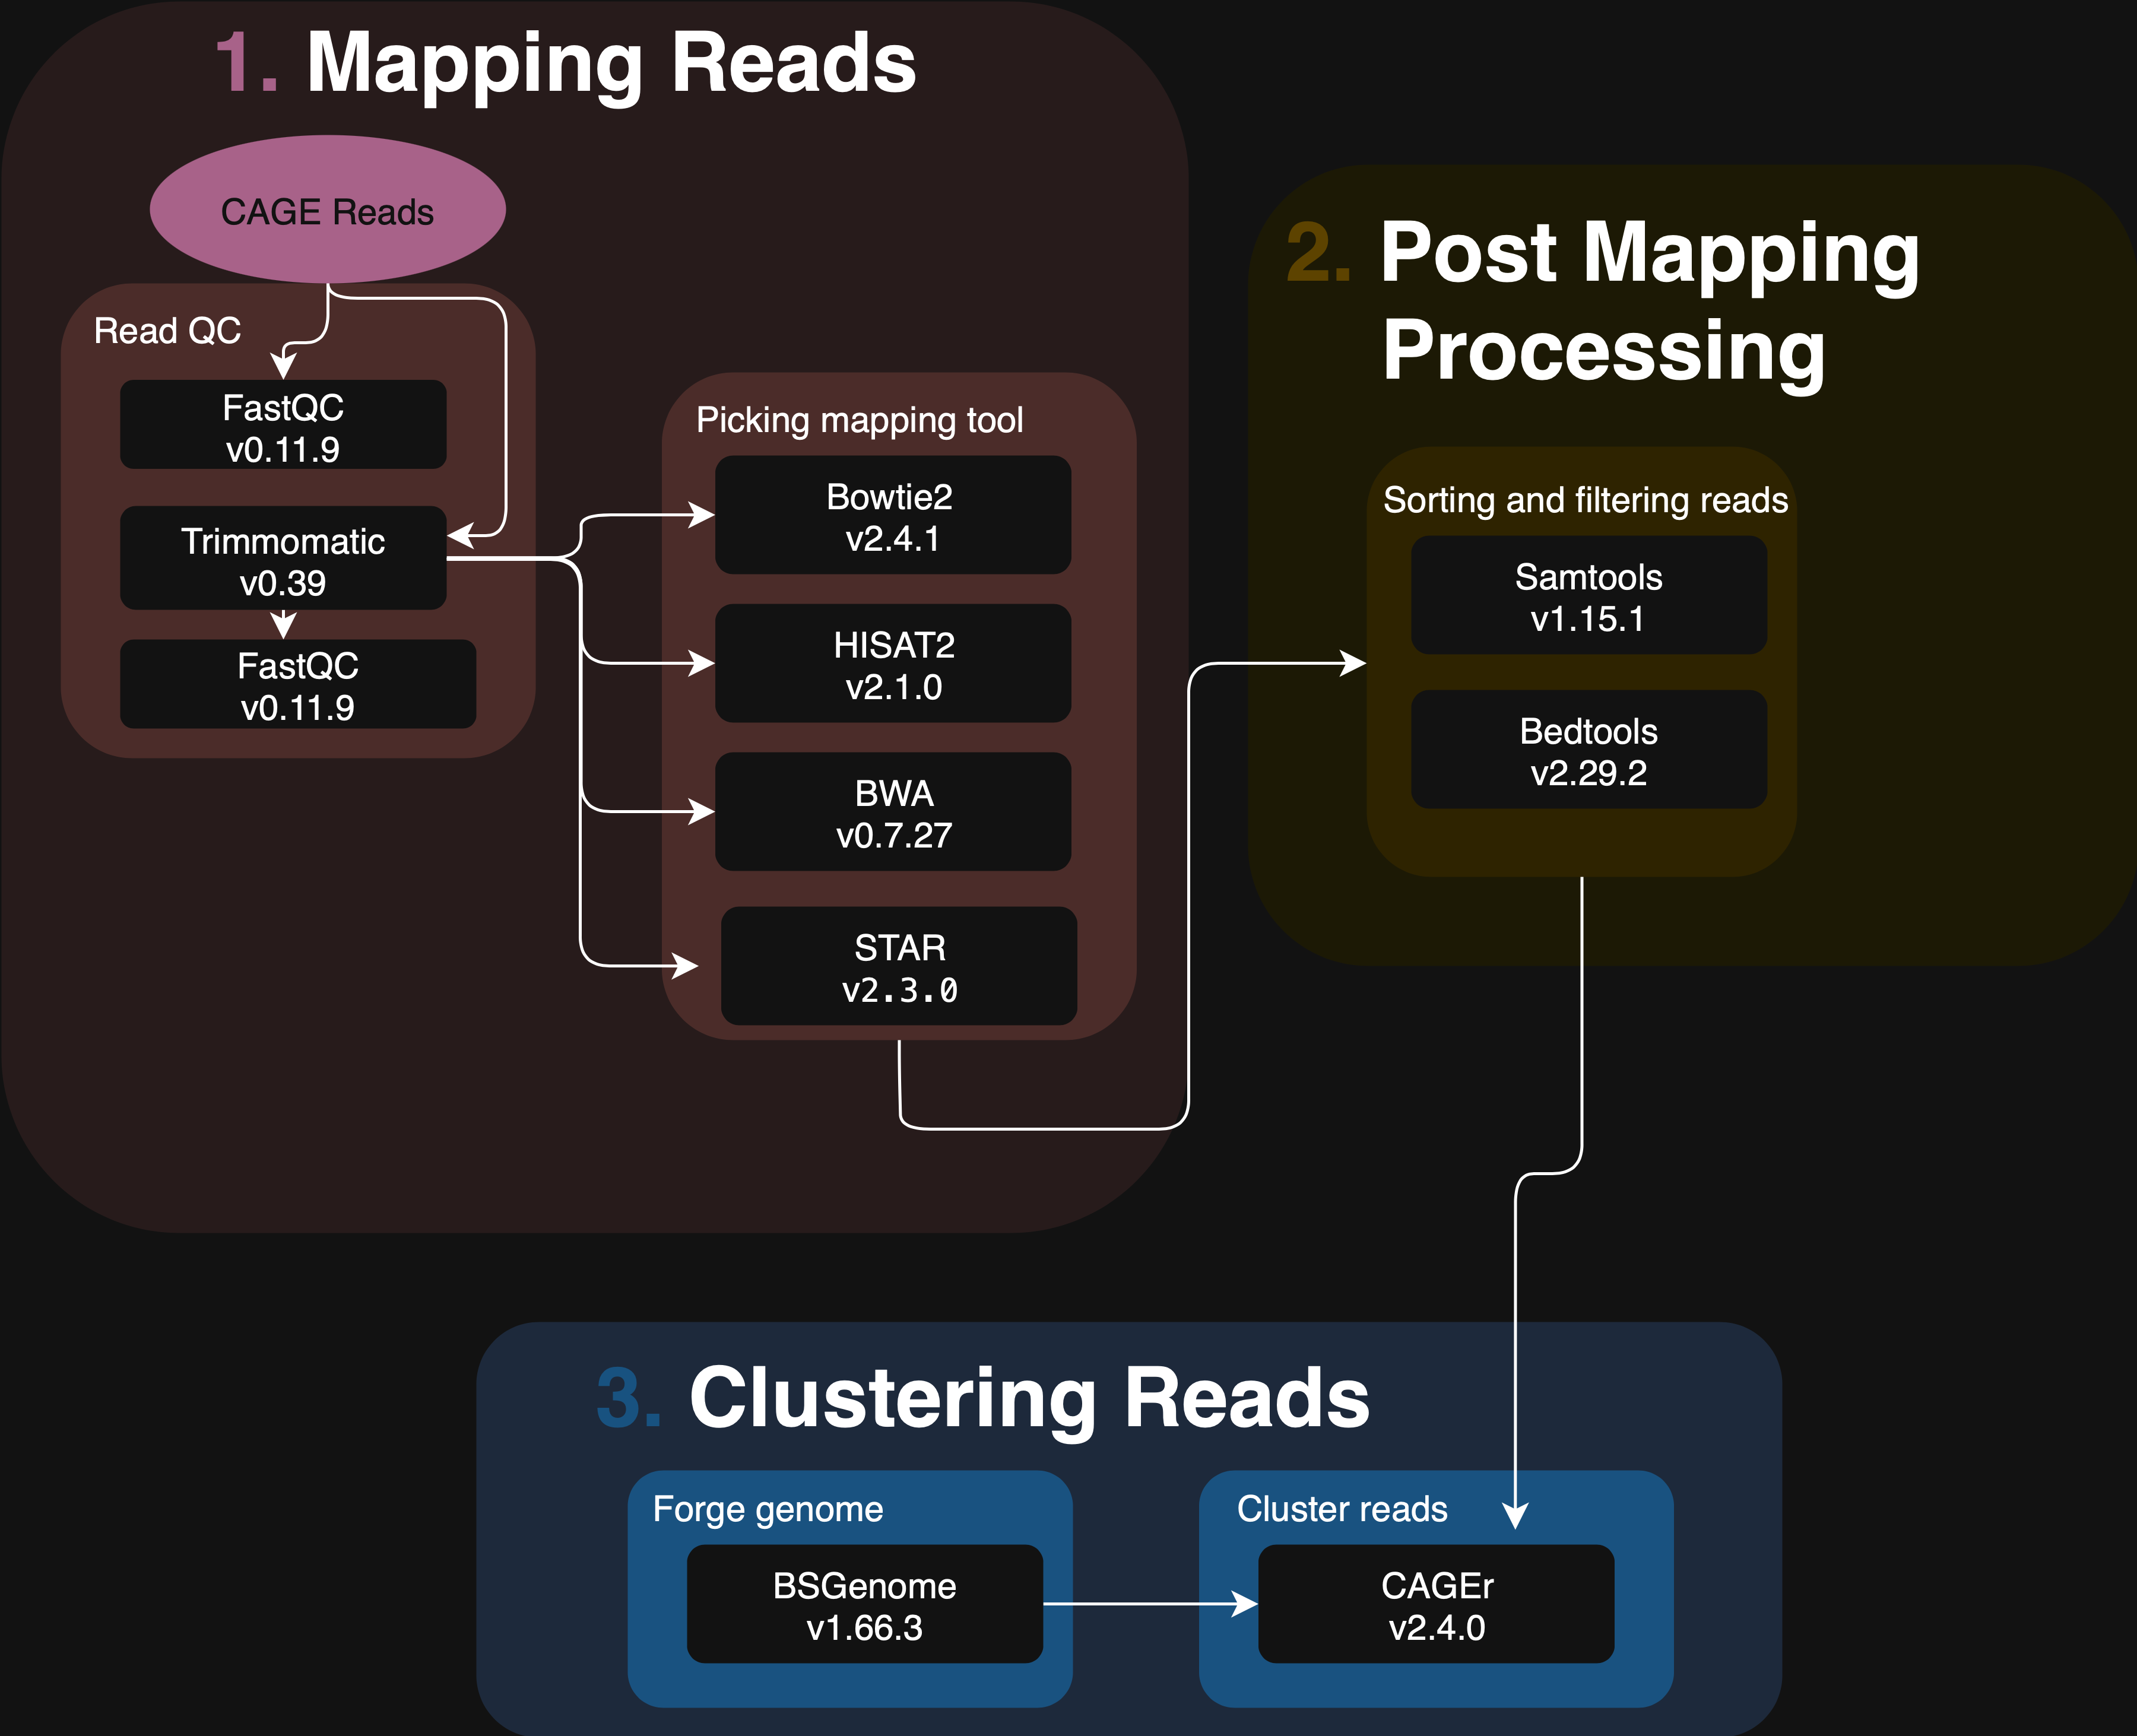 1. Mapping Reads
CAGE Reads
Read QC
FastQC
v0.11.9
Trimmomatic
v0.39
FastQC
v0.11.9
Picking mapping tool
Bowtie2
v2.4.1
HISAT2
v2.1.0
BWA
v0.7.27
STAR
v2.3.0
2. Post Mapping
Processing
Sorting and filtering reads
Samtools
v1.15.1
Bedtools
v2.29.2
3. Clustering Reads
Forge genome
BSGenome
v1.66.3
Cluster reads
CAGEr
v2.4.0